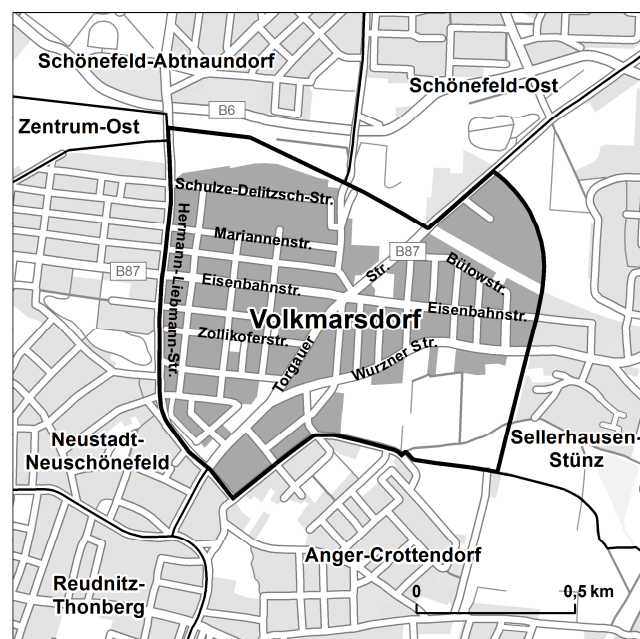 Schönefeld-Abtnaundorf
Schönefeld-Ost
B6
Zentrum-Ost
Schulze-Delitzsch-Str.
Hermann-Liebmann-Str.
Mariannenstr.
B87
Str.
Bülowstr.
B87
Eisenbahnstr.
Eisenbahnstr.
Volkmarsdorf
Zollikoferstr.
Torgauer
Wurzner Str.
Neustadt-
Neuschönefeld
Sellerhausen-
Stünz
Anger-Crottendorf
Reudnitz-
Thonberg
0
0,5 km